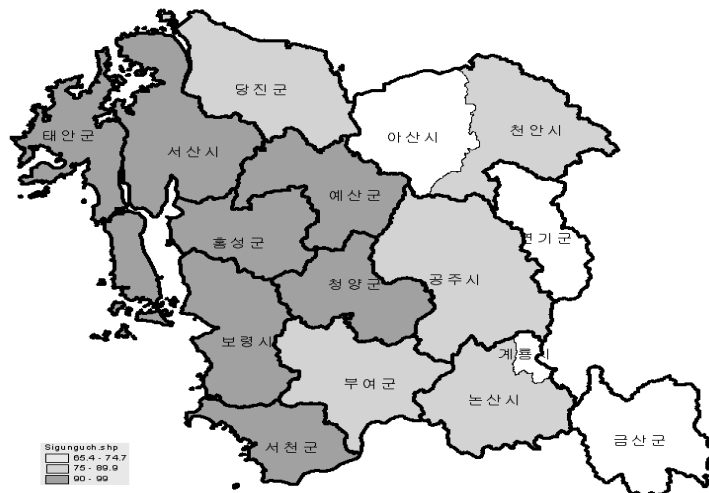 당진군
태안군
서산시
아산시
천안시
예산군
홍성군
연기군
청양군
공주시
보령시
계룡시
부여군
논산시
서천군
금산군
Sigunguch.shp
65.4 - 74.7
75 - 89.9
90 - 99